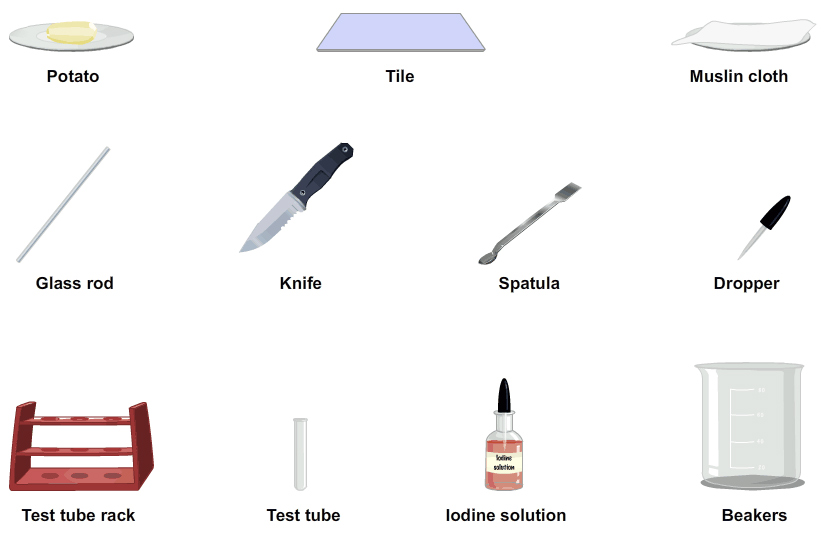 Potato
Tile
Muslin cloth
Glass rod
Knife
Spatula
Dropper
Iodine
solution
Test tube rack
Test tube
Iodine solution
Beakers